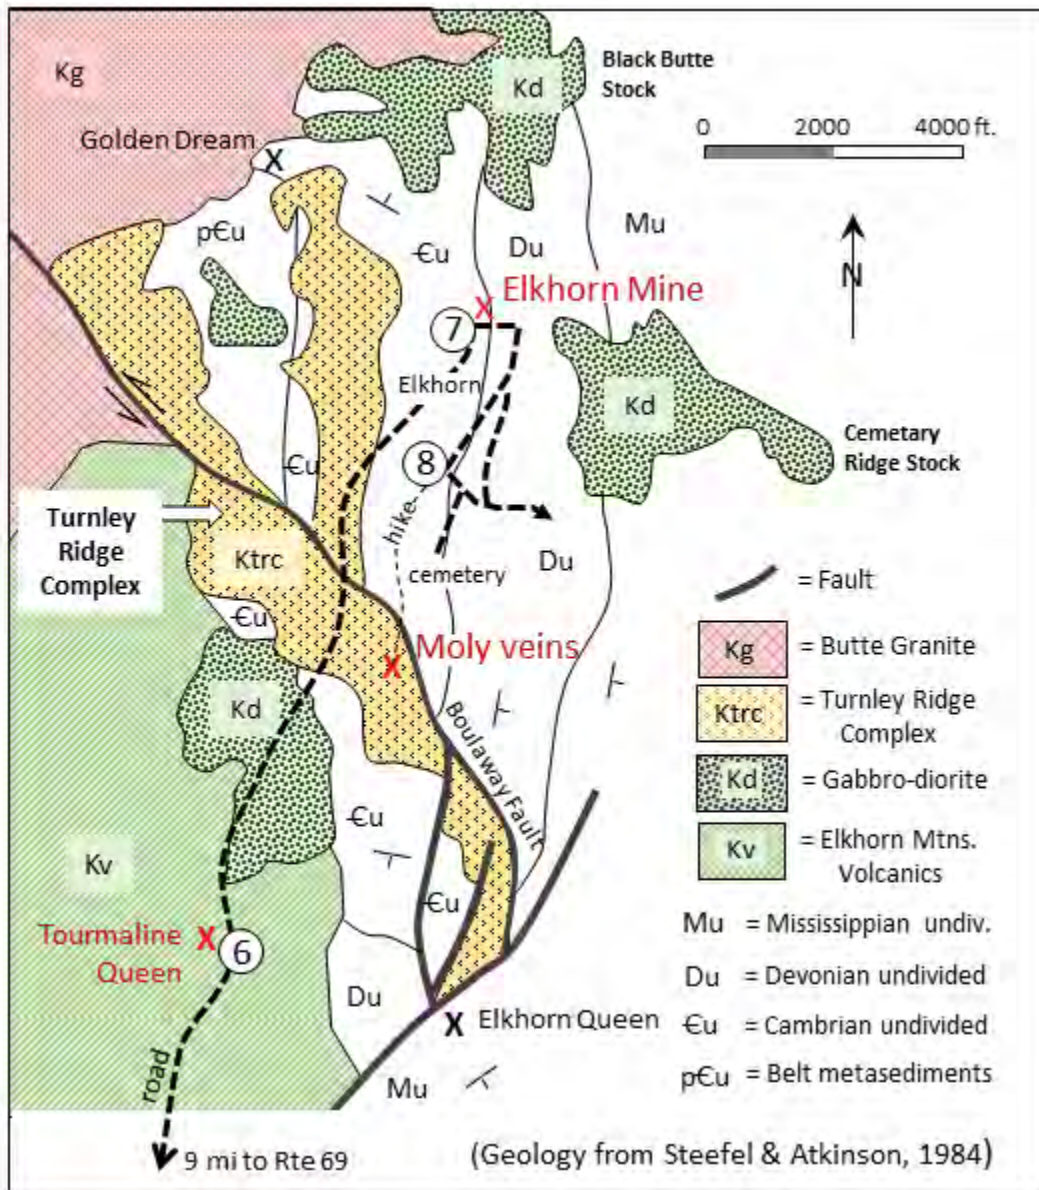 Kg
Kd
Black Butte
Stock
0 2000 4000 ft.
Golden Dream
X
p€u
€u
Du
Mu
N
X
Elkhorn Mine
7
Elkhorn
Kd
8
Cemetary
Ridge Stock
€u
hike
Turnley
Ridge
Complex
Ktrc
cemetery
Du
= Fault
€u
X
Moly veins
Kg = Butte Granite
Kd
Boulaway Fault
Ktrc = Turnley Ridge
Complex
Kd = Gabbro-diorite
€u
Kv
Kv = Elkhorn Mtns.
Volcanics
€u
Tourmaline
Queen
X
6
Mu = Mississippian undiv.
Du
Du = Devonian undivided
X Elkhorn Queen
€u = Cambrian undivided
road
Mu
p€u = Belt metasediments
9 mi to Rte 69
(Geology from Steefel & Atkinson, 1984)